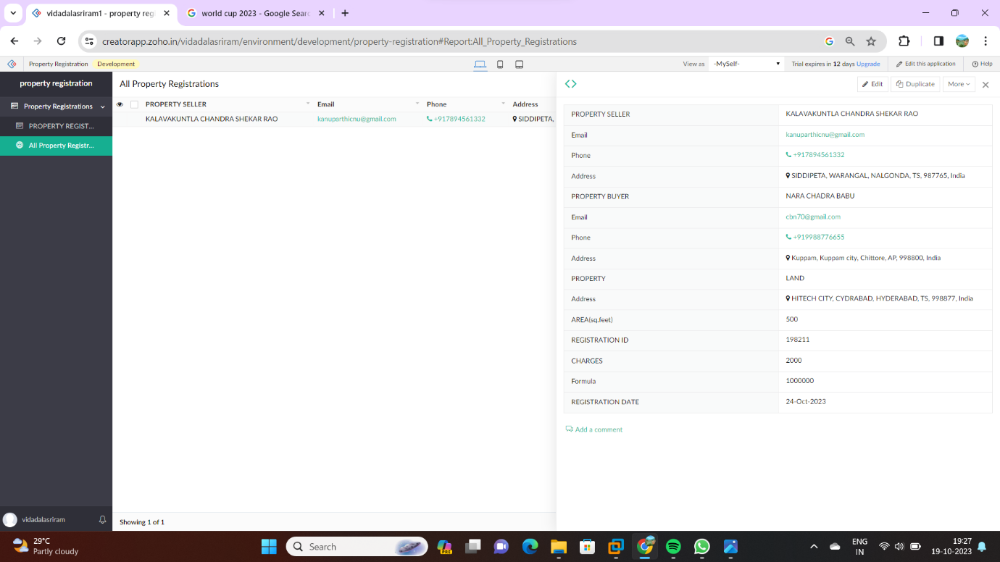 vidadalasriram1 - property reg
world cup 2023 - Google Searc
creatorapp.zoho.in/vidadalasriram/environment/development/property-registration#Report:All_Property_Registrations
Property Registration Development
View as -MySelf- Trial expires in 12 days Upgrade Edit this application Help
property registration
Property Registrations
PROPERTY REGIST...
All Property Registr...
vidadalasriram
All Property Registrations
PROPERTY SELLER Email Phone Address
KALAVAKUNTLA CHANDRA SHEKAR RAO kanuparthicnu@gmail.com +917894561332 SIDDIPETA,
Showing 1 of 1
Edit Duplicate More
PROPERTY SELLER KALAVAKUNTLA CHANDRA SHEKAR RAO
Email kanuparthicnu@gmail.com
Phone +917894561332
Address SIDDIPETA, WARANGAL, NALGONDA, TS, 987765, India
PROPERTY BUYER NARA CHADRA BABU
Email cbn70@gmail.com
Phone +919988776655
Address Kuppam, Kuppam city, Chittore, AP, 998800, India
PROPERTY LAND
Address HITECH CITY, CYDRABAD, HYDERABAD, TS, 998877, India
AREA(sq.feet) 500
REGISTRATION ID 198211
CHARGES 2000
Formula 1000000
REGISTRATION DATE 24-Oct-2023
Add a comment
29°C
Partly cloudy
Search
PRE
ENG
IN
19:27
19-10-2023